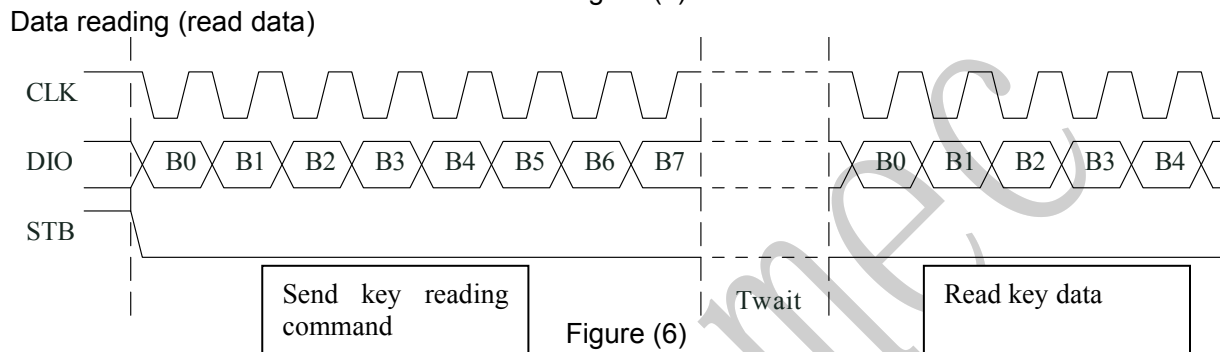 Data reading (read data)
CLK
DIO B0 B1 B2 B3 B4 B5 B6 B7 B0 B1 B2 B3 B4
STB
Send key reading
command
Twait
Read key data
Figure (6)
mec